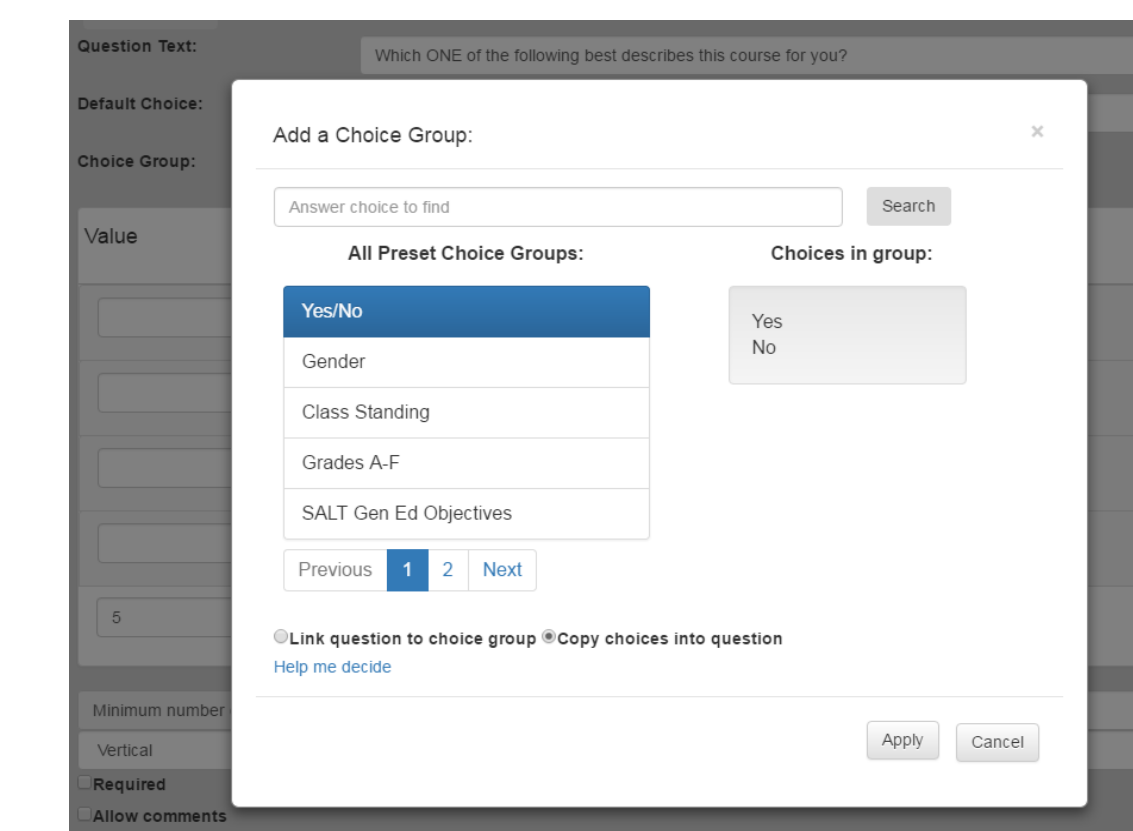 Question Text:
Which ONE of the following best describes this course for you?
Default Choice:
Choice Group:
Value
Add a Choice Group:
×
Answer choice to find
Search
All Preset Choice Groups:
Choices in group:
Yes/No
Gender
Class Standing
Grades A-F
SALT Gen Ed Objectives
Yes
No
Previous 1 2 Next
Link question to choice group Copy choices into question
Help me decide
Apply Cancel
5
Minimum number
Vertical
Required
Allow comments